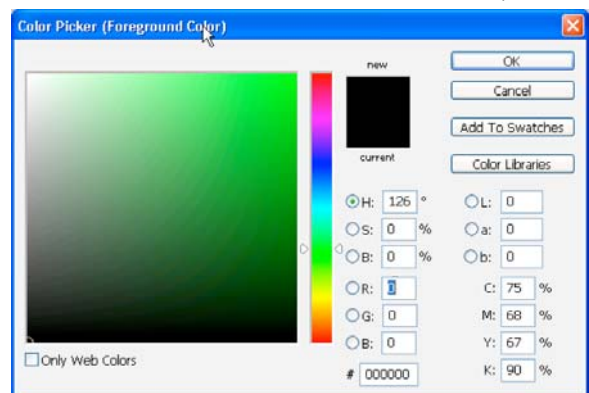 Color Picker (Foreground Color)
new
current
OK
Cancel
Add To Swatches
Color Libraries
H: 126 °
S: 0 %
B: 0 %
R: 0
G: 0
B: 0
# 000000
L: 0
a: 0
b: 0
C: 75 %
M: 68 %
Y: 67 %
K: 90 %
Only Web Colors